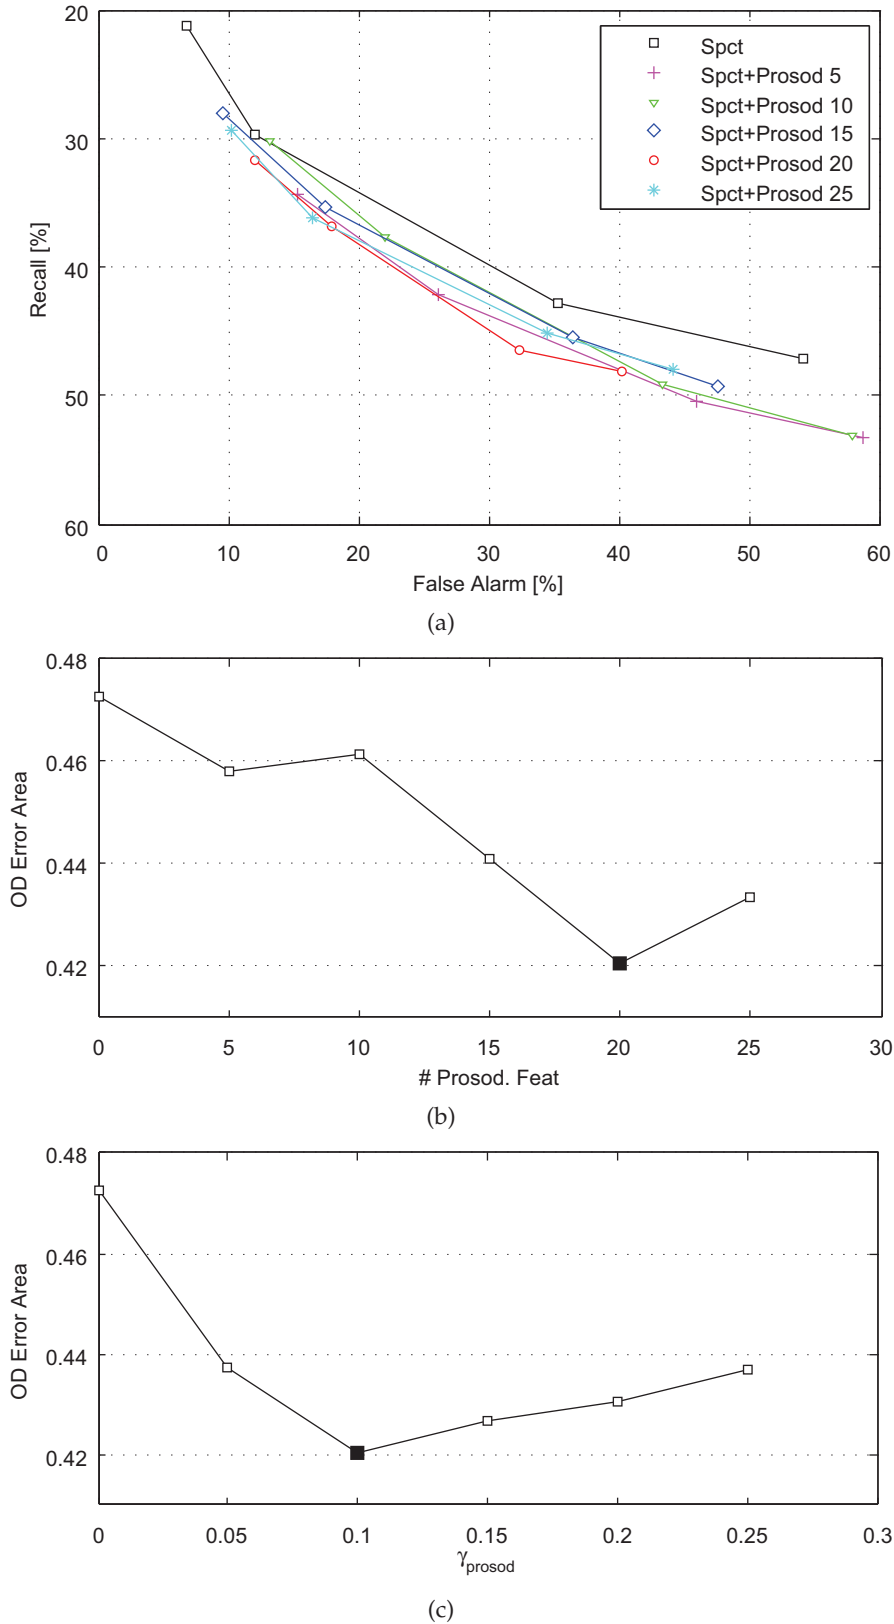 20
30
40
50
60
Recall [%]
0 10 20 30 40 50 60
False Alarm [%]
Spct
Spct+Prosod 5
Spct+Prosod 10
Spct+Prosod 15
Spct+Prosod 20
Spct+Prosod 25
(a)
0.48
0.46
0.44
0.42
OD Error Area
0 5 10 15 20 25 30
# Prosod. Feat
(b)
0.48
0.46
0.44
0.42
OD Error Area
0 0.05 0.1 0.15 0.2 0.25 0.3
γprosod
(c)